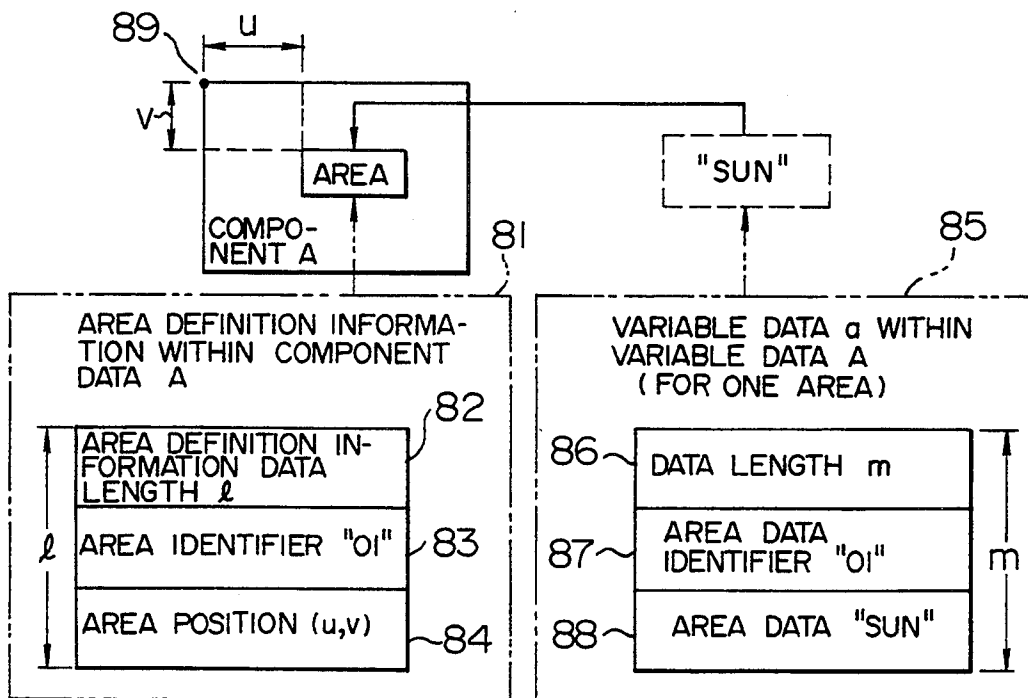 89
u
v
AREA
"SUN"
COMPO-
NENT A
81
85
AREA DEFINITION INFORMA-
TION WITHIN COMPONENT
DATA A
VARIABLE DATA a WITHIN
VARIABLE DATA A
(FOR ONE AREA)
82
AREA DEFINITION IN-
FORMATION DATA
LENGTH ℓ
86
DATA LENGTH m
ℓ
AREA IDENTIFIER "01"
83
87
AREA DATA
IDENTIFIER "01"
m
AREA POSITION (u,v)
84
88
AREA DATA "SUN"